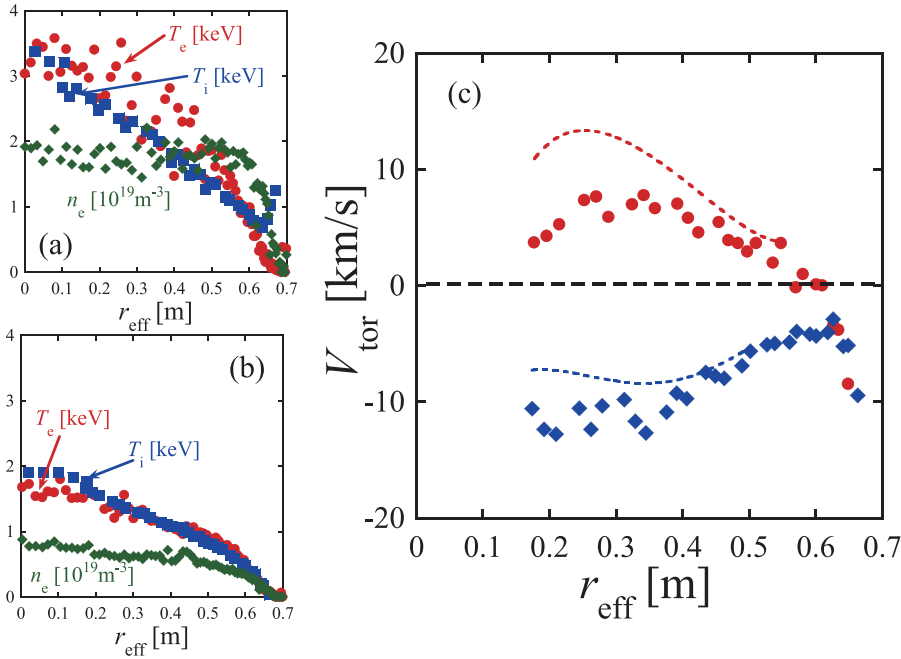 4
3
2
1
0
T_e [keV]
T_i [keV]
n_e [10^19 m^-3]
(a)
0 0.1 0.2 0.3 0.4 0.5 0.6 0.7
r_eff [m]
4
3
2
1
0
(b)
T_e [keV]
T_i [keV]
n_e [10^19 m^-3]
0 0.1 0.2 0.3 0.4 0.5 0.6 0.7
r_eff [m]
(c)
V_tor [km/s]
20
10
0
-10
-20
0 0.1 0.2 0.3 0.4 0.5 0.6 0.7
r_eff [m]